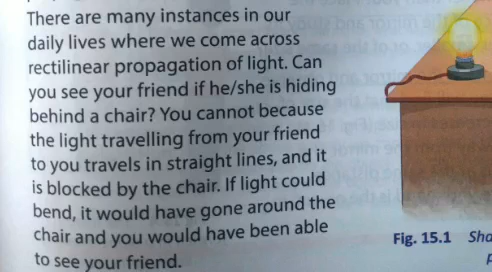 There are many instances in our
daily lives where we come across
rectilinear propagation of light. Can
you see your friend if he/she is hiding
behind a chair? You cannot because
the light travelling from your friend
to you travels in straight lines, and it
is blocked by the chair. If light could
bend, it would have gone around the
chair and you would have been able
to see your friend.
Fig. 15.1